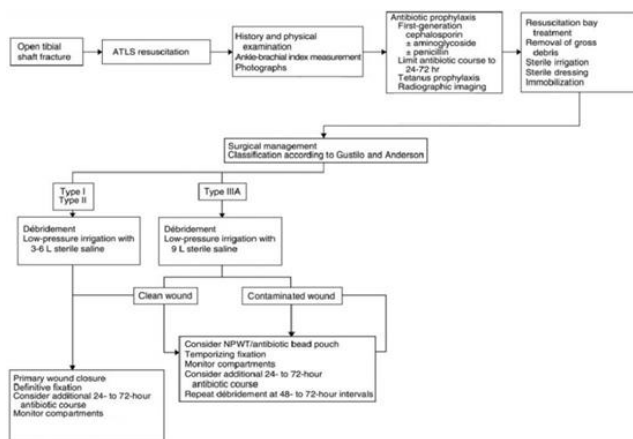 Open tibial
shaft fracture
ATLS resuscitation
History and physical
examination
Ankle-brachial index measurement
Photographs
Antibiotic prophylaxis
First-generation
cephalosporin
± aminoglycoside
± penicillin
Limit antibiotic course to
24-72 hr
Tetanus prophylaxis
Radiographic imaging
Resuscitation bay
treatment
Removal of gross
debris
Sterile irrigation
Sterile dressing
Immobilization
Surgical management
Classification according to Gustilo and Anderson
Type I
Type II
Type IIIA
Débridement
Low-pressure irrigation with
3-6 L sterile saline
Débridement
Low-pressure irrigation with
9 L sterile saline
Clean wound
Contaminated wound
Consider NPWT/antibiotic bead pouch
Temporizing fixation
Monitor compartments
Consider additional 24- to 72-hour
antibiotic course
Repeat débridement at 48- to 72-hour intervals
Primary wound closure
Definitive fixation
Consider additional 24- to 72-hour
antibiotic course
Monitor compartments